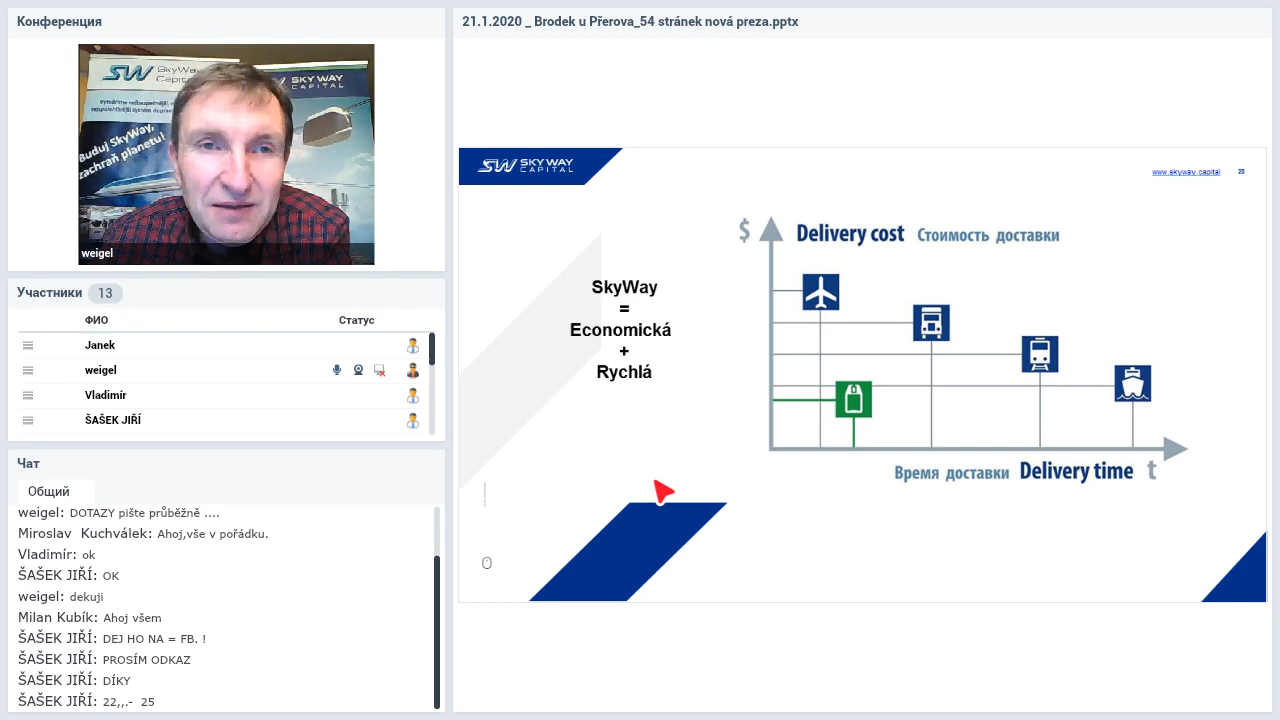 Конференция
SW SkyWay
SKY WAY
CAPITAL
Buduj SkyWay,
zachraň planetu!
weigel
Участники 13
ФИО Статус
Janek
weigel
Vladimír
ŠAŠEK JIŘÍ
Чат
Общий
weigel: DOTAZY pište průběžně ....
Miroslav Kuchválek: Ahoj,vše v pořádku.
Vladimír: ok
ŠAŠEK JIŘÍ: OK
weigel: dekuji
Milan Kubík: Ahoj všem
ŠAŠEK JIŘÍ: DEJ HO NA = FB. !
ŠAŠEK JIŘÍ: PROSÍM ODKAZ
ŠAŠEK JIŘÍ: DÍKY
ŠAŠEK JIŘÍ: 22,,.- 25
21.1.2020 _ Brodek u Přerova_54 stránek nová preza.pptx
SW SKY WAY
CAPITAL
www.skyway.capital
$ Delivery cost Стоимость доставки
SkyWay
=
Economická
+
Rychlá
Время доставки Delivery time t